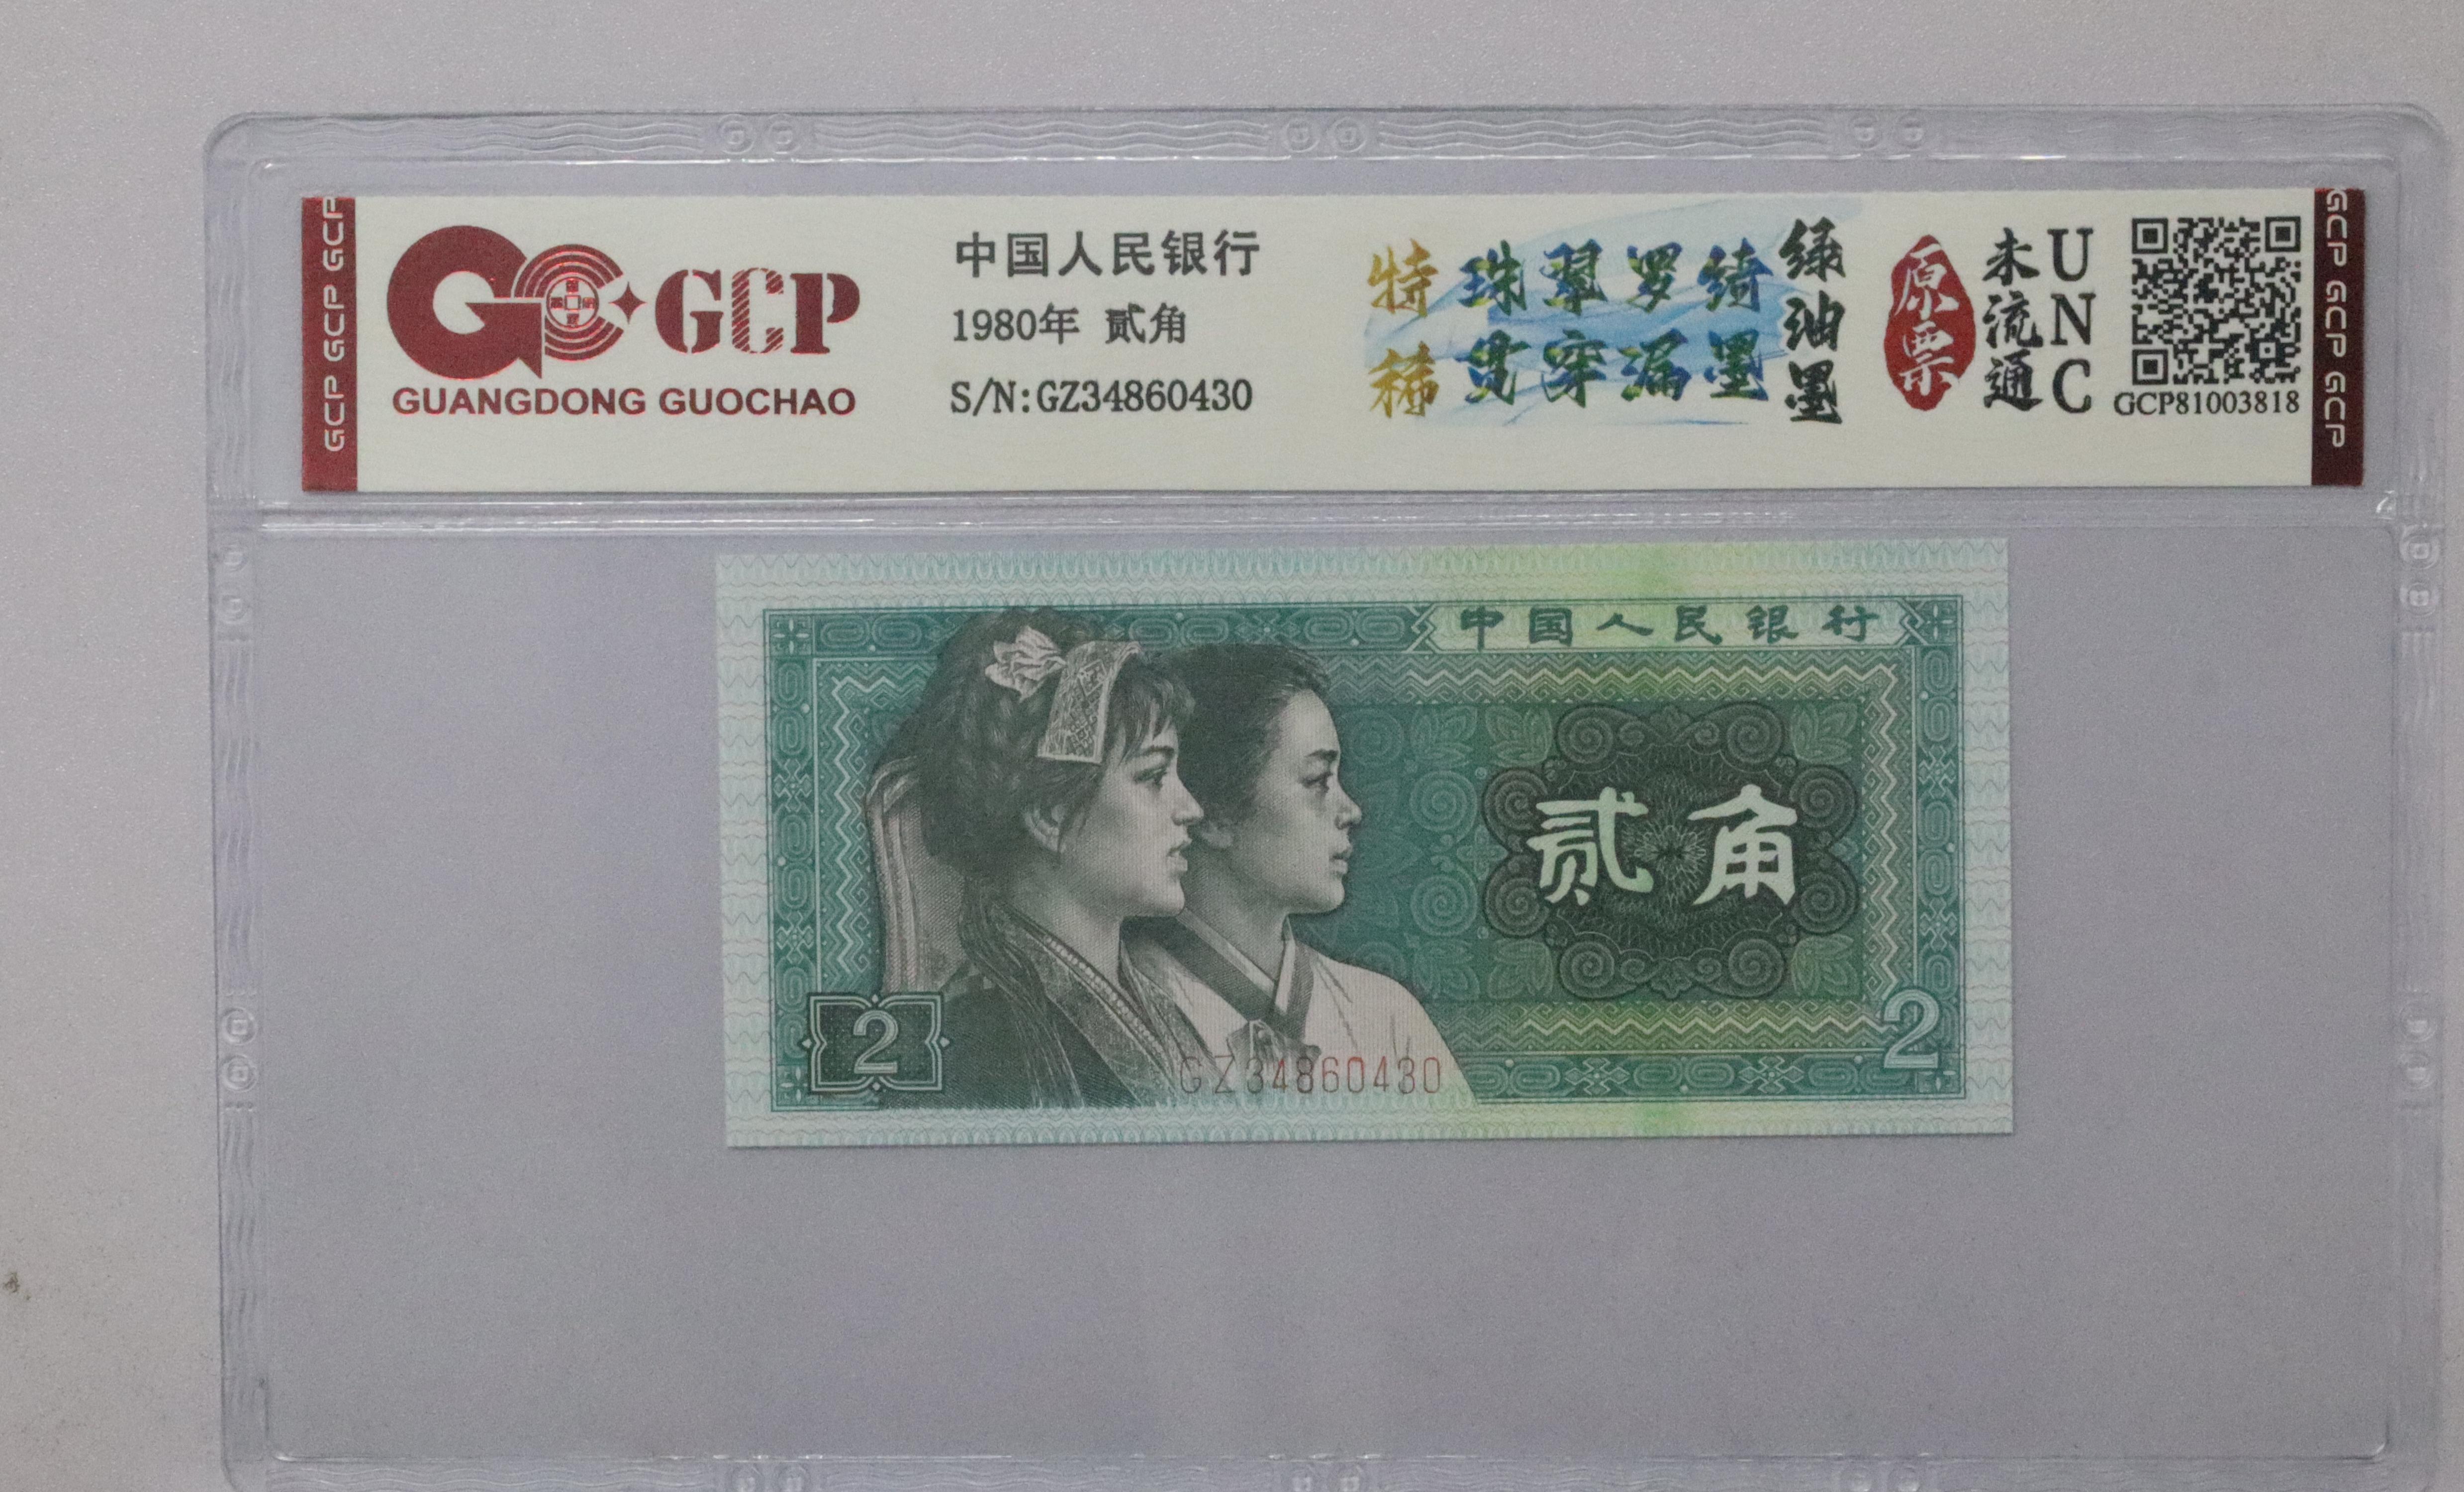 GCP GCP GCP
GCP
GUANGDONG GUOCHAO
中国人民银行
1980年 贰角
S/N:GZ34860430
特稀
珠翠罗绮
贯穿漏墨
绿油墨
原票
未流通
UNC
GCP81003818
GCP GCP GCP
中国人民银行
贰角
2
GZ34860430
2